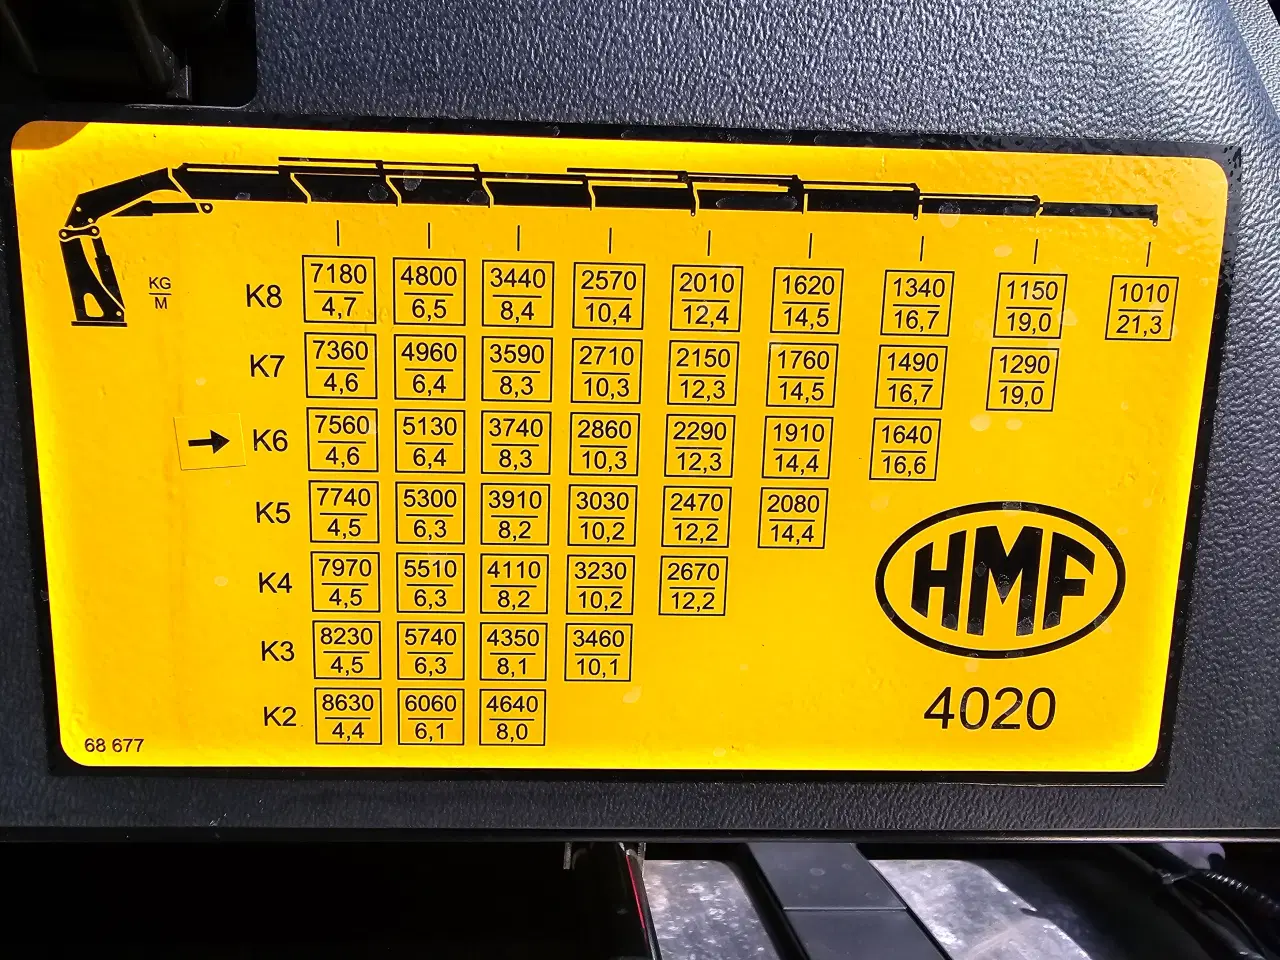 KG
M
K8 7180 4800 3440 2570 2010 1620 1340 1150 1010
4,7 6,5 8,4 10,4 12,4 14,5 16,7 19,0 21,3
K7 7360 4960 3590 2710 2150 1760 1490 1290
4,6 6,4 8,3 10,3 12,3 14,5 16,7 19,0
K6 7560 5130 3740 2860 2290 1910 1640
4,6 6,4 8,3 10,3 12,3 14,4 16,6
K5 7740 5300 3910 3030 2470 2080
4,5 6,3 8,2 10,2 12,2 14,4
K4 7970 5510 4110 3230 2670
4,5 6,3 8,2 10,2 12,2
K3 8230 5740 4350 3460
4,5 6,3 8,1 10,1
K2 8630 6060 4640
4,4 6,1 8,0
HMF
4020
68 677